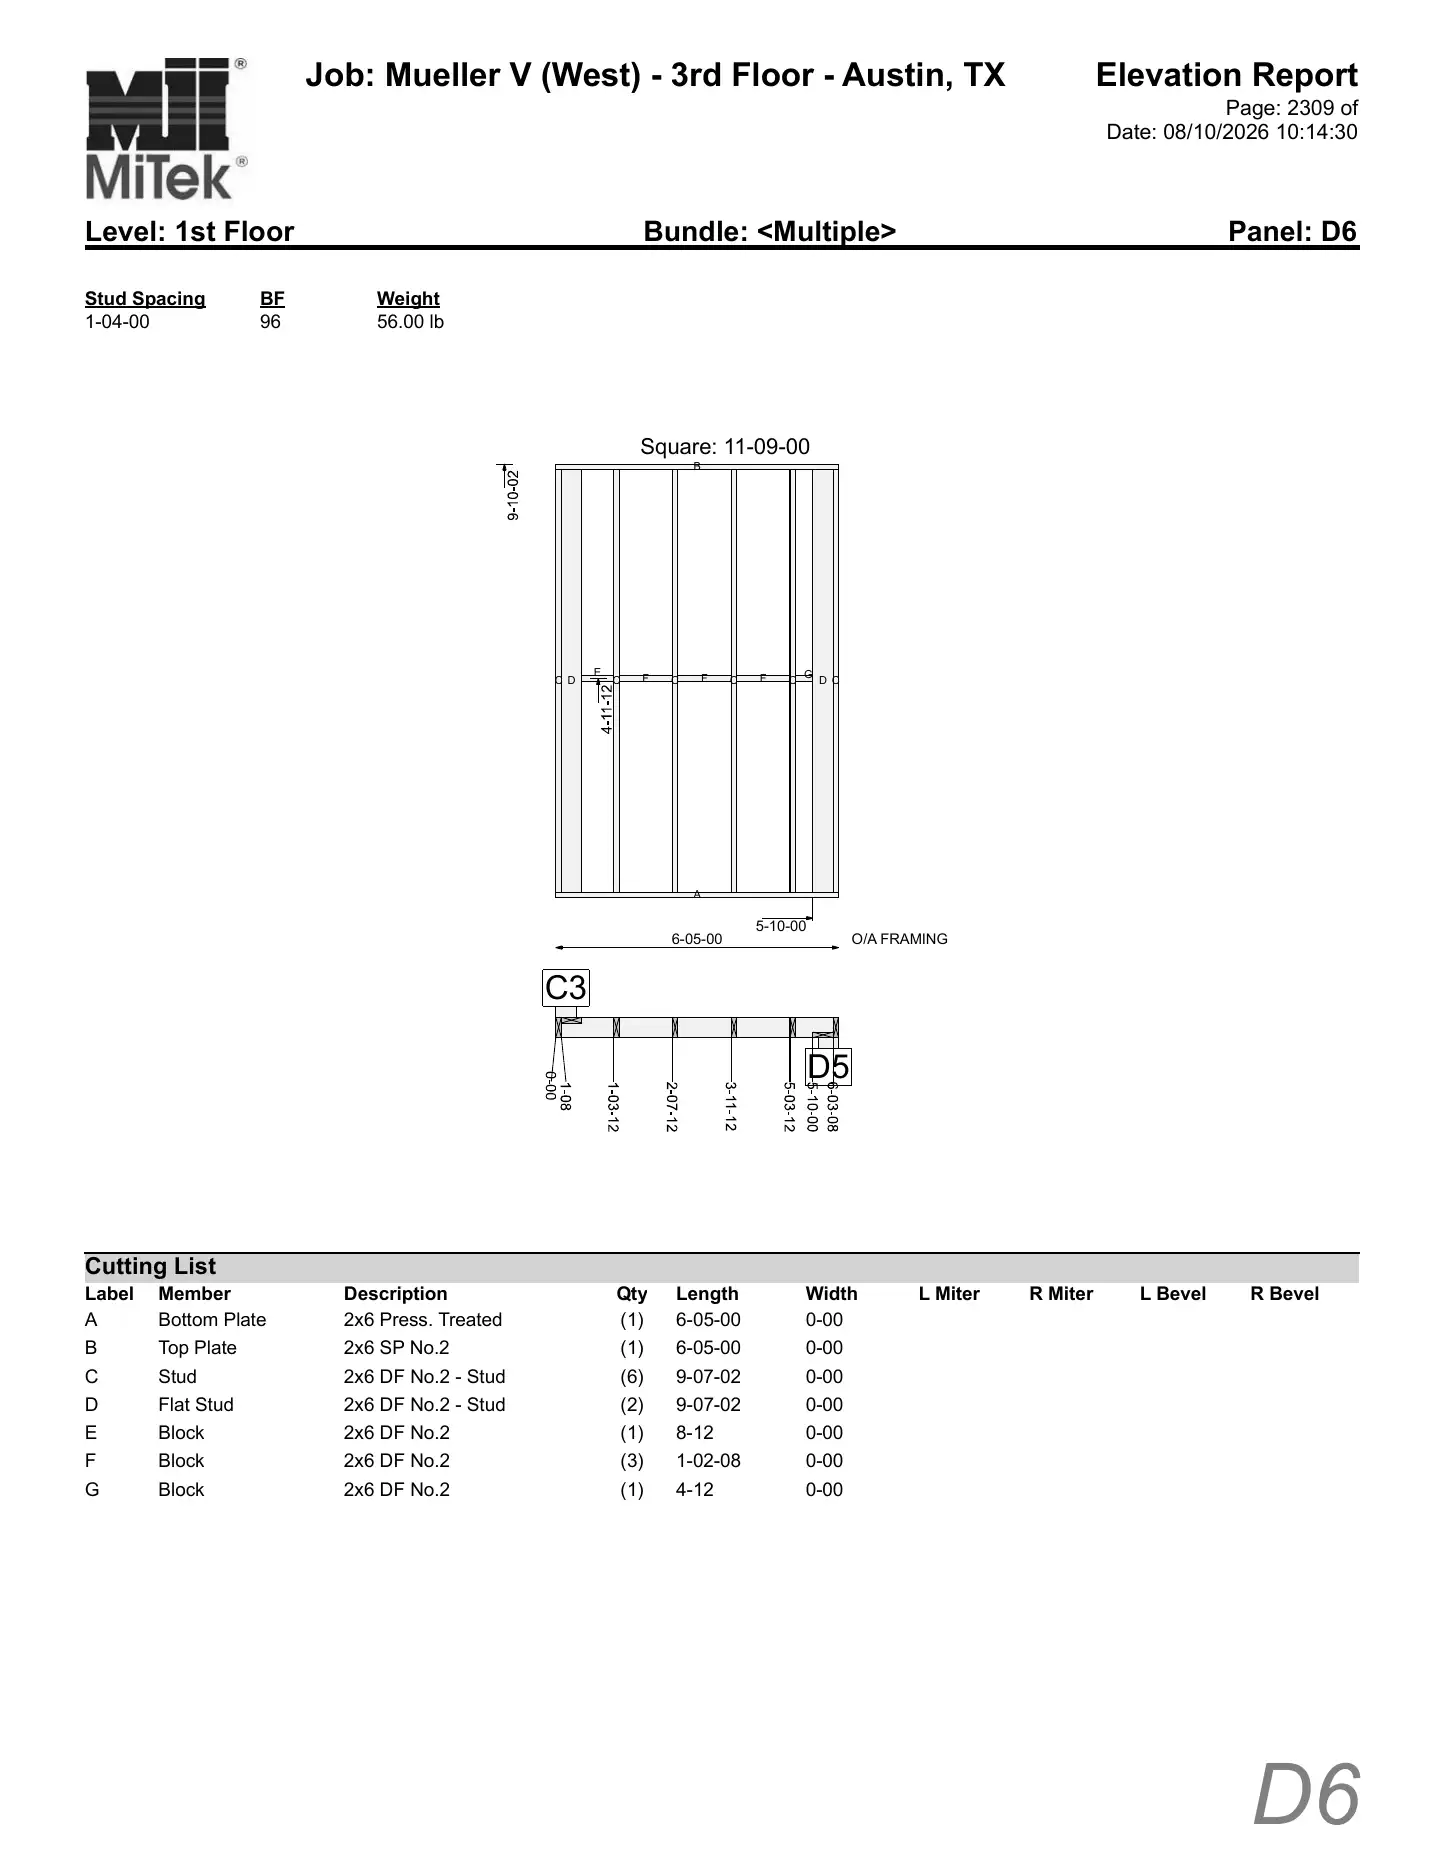 Job: Mueller V (West) - 3rd Floor - Austin, TX
Elevation Report
Page: 2309 of
Date: 08/10/2026 10:14:30
MiTek®
Level: 1st Floor Bundle: <Multiple> Panel: D6
Stud Spacing BF Weight
1-04-00 96 56.00 lb
Square: 11-09-00
B
9-10-02
C D E C F C F C F C G D C
4-11-12
A
5-10-00
6-05-00 O/A FRAMING
C3
D5
0-00 1-08 1-03-12 2-07-12 3-11-12 5-03-12 5-10-00 6-03-08
Cutting List
Label Member Description Qty Length Width L Miter R Miter L Bevel R Bevel
A Bottom Plate 2x6 Press. Treated (1) 6-05-00 0-00
B Top Plate 2x6 SP No.2 (1) 6-05-00 0-00
C Stud 2x6 DF No.2 - Stud (6) 9-07-02 0-00
D Flat Stud 2x6 DF No.2 - Stud (2) 9-07-02 0-00
E Block 2x6 DF No.2 (1) 8-12 0-00
F Block 2x6 DF No.2 (3) 1-02-08 0-00
G Block 2x6 DF No.2 (1) 4-12 0-00
D6